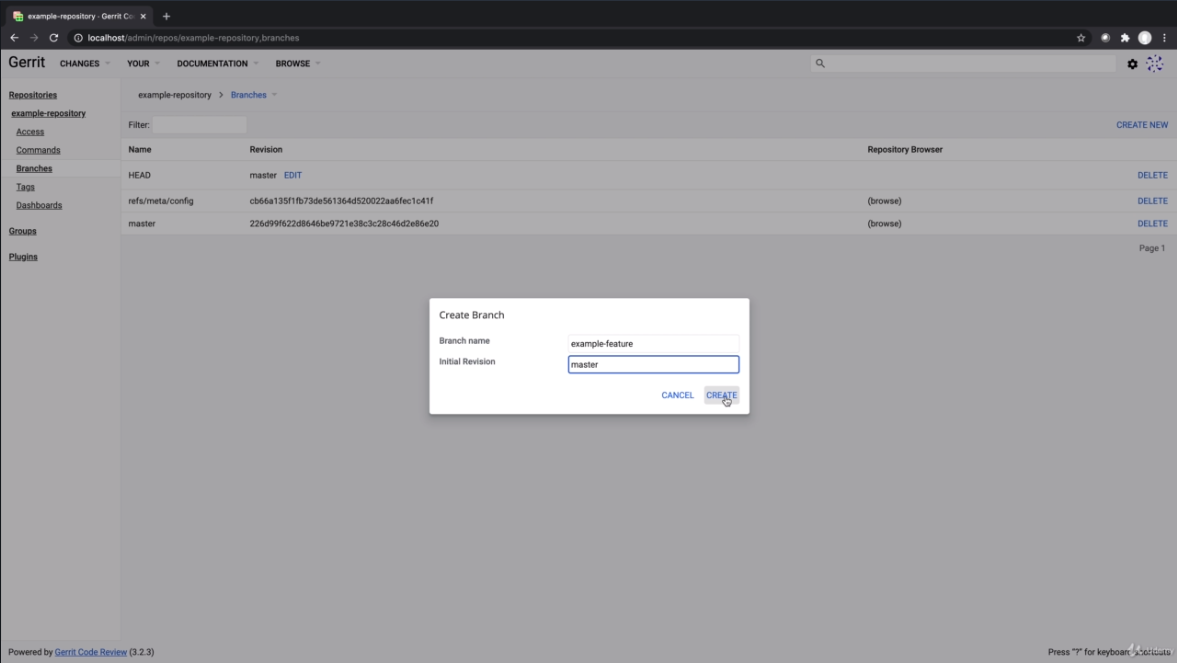 example-repository · Gerrit Co
localhost/admin/repos/example-repository,branches
Gerrit CHANGES YOUR DOCUMENTATION BROWSE
Repositories
example-repository
Access
Commands
Branches
Tags
Dashboards
Groups
Plugins
example-repository > Branches
Filter:
CREATE NEW
Name Revision Repository Browser
HEAD master EDIT DELETE
refs/meta/config cb66a135f1fb73de561364d520022aa6fec1c41f (browse) DELETE
master 226d99f622d8646be9721e38c3c28c46d2e86e20 (browse) DELETE
Page 1
Create Branch
Branch name example-feature
Initial Revision master
CANCEL CREATE
Powered by Gerrit Code Review (3.2.3)
Press "?" for keyboard shortcuts